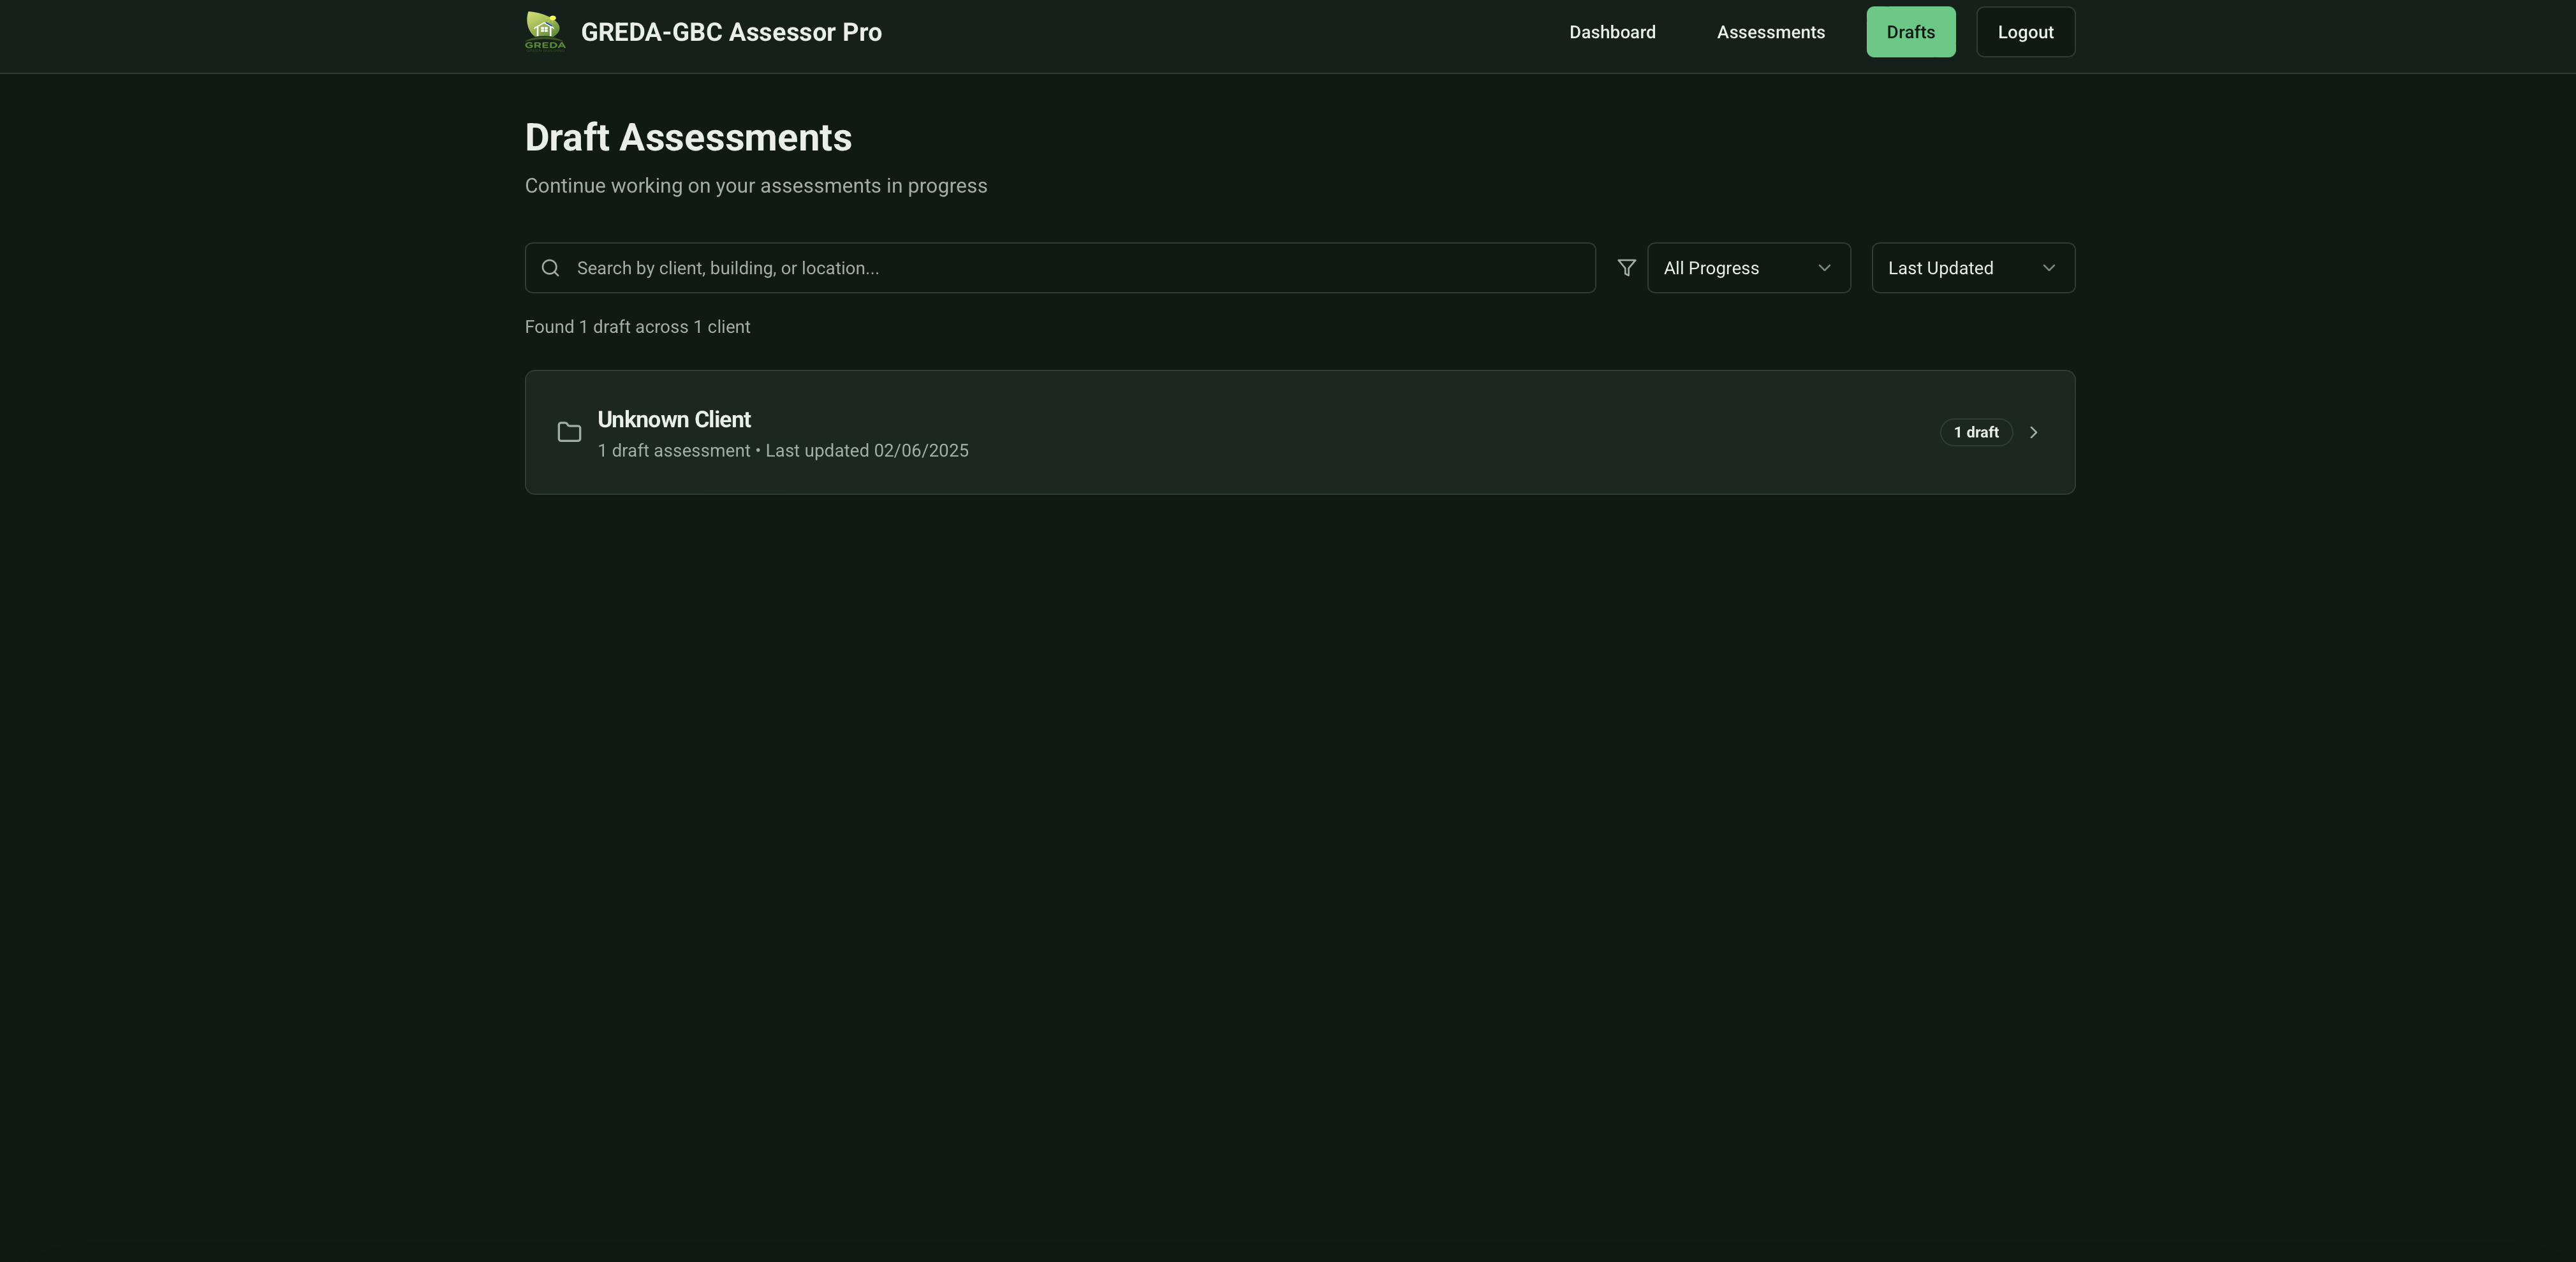 GREDA
GREDA-GBC Assessor Pro
Dashboard
Assessments
Drafts
Logout
Draft Assessments
Continue working on your assessments in progress
Search by client, building, or location...
All Progress
Last Updated
Found 1 draft across 1 client
Unknown Client
1 draft assessment • Last updated 02/06/2025
1 draft